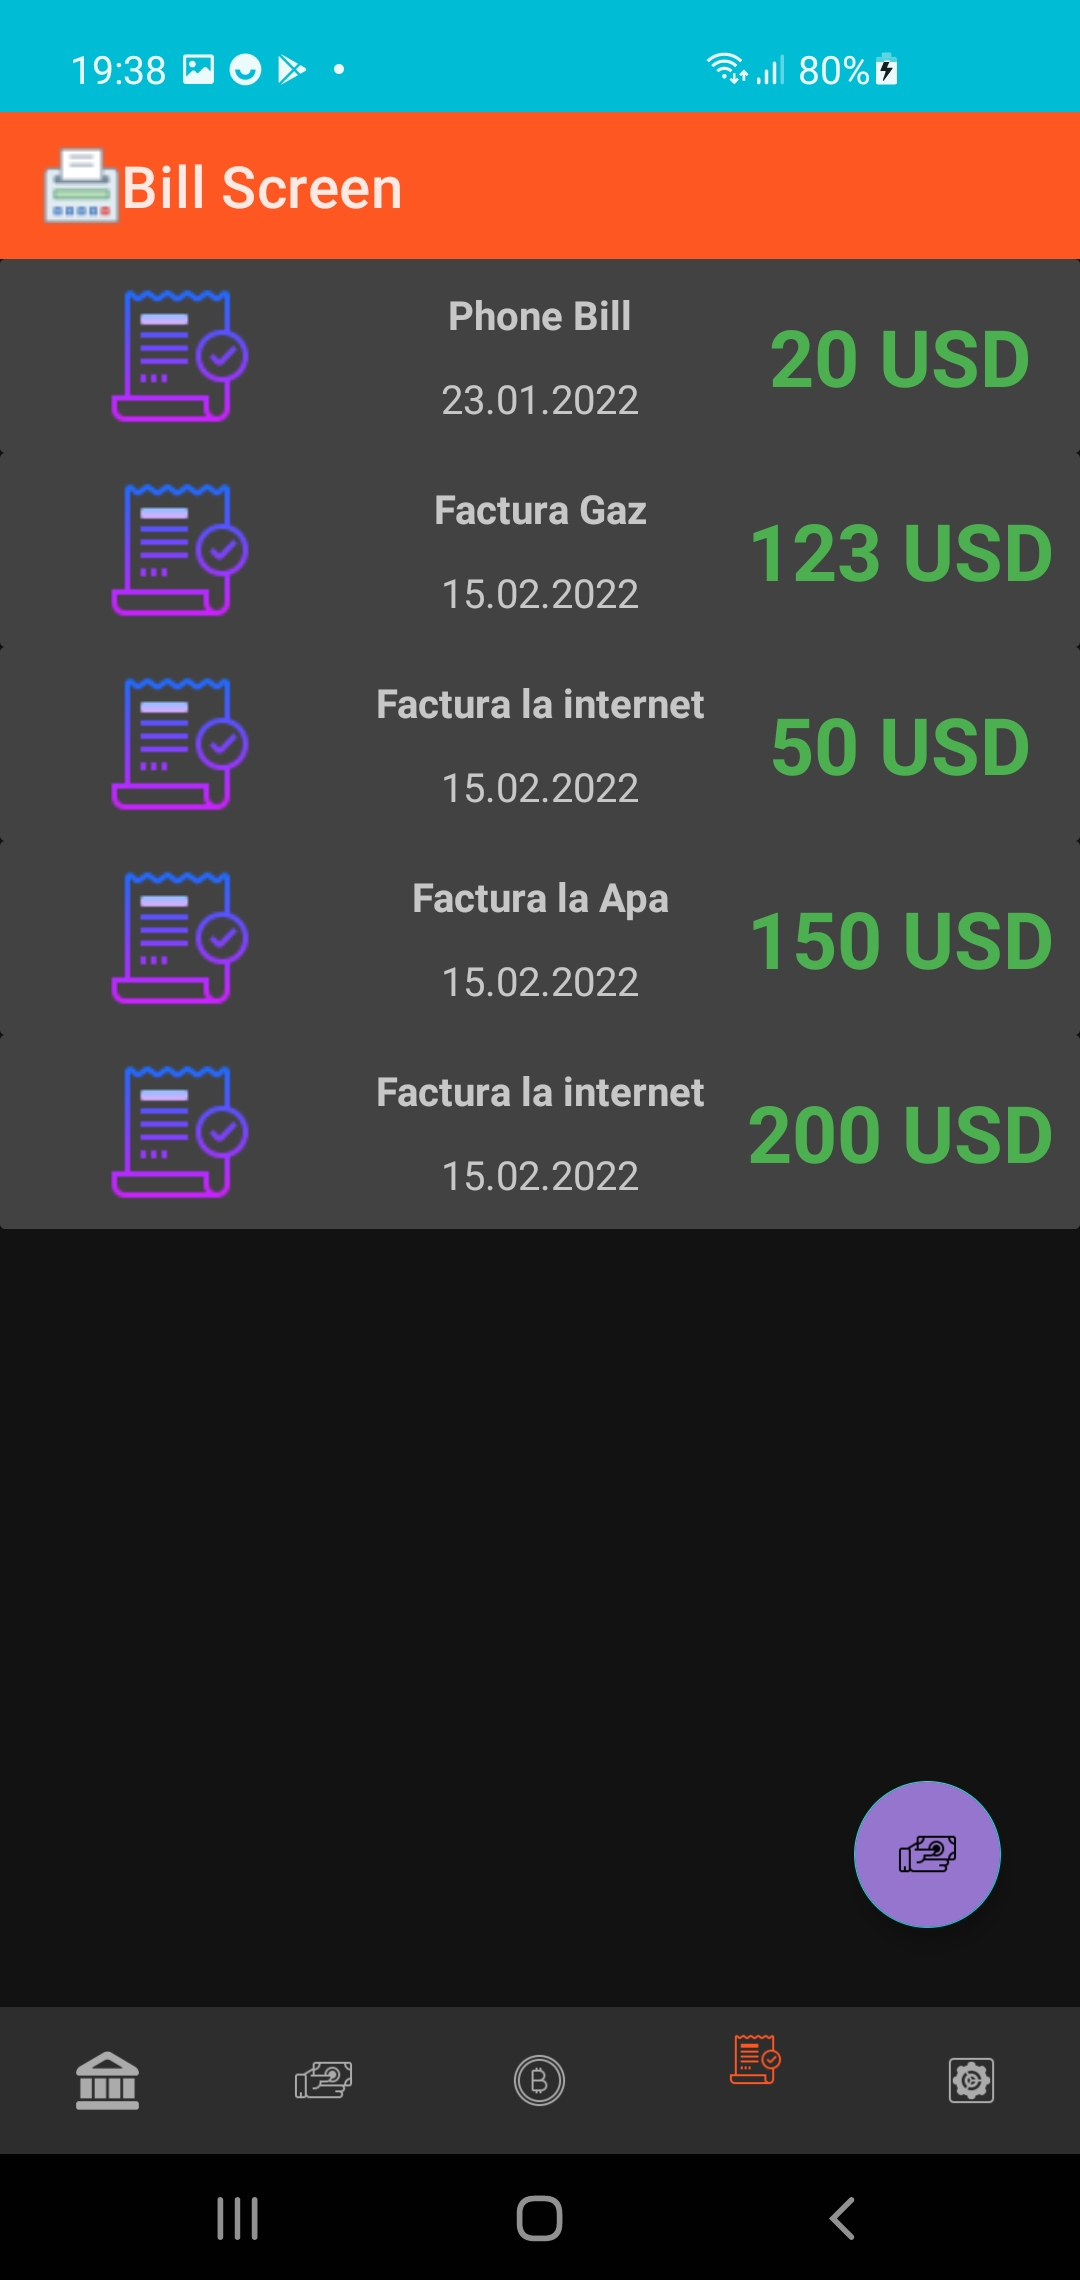 19:38
80%
Bill Screen
Phone Bill
20 USD
23.01.2022
Factura Gaz
123 USD
15.02.2022
Factura la internet
50 USD
15.02.2022
Factura la Apa
150 USD
15.02.2022
Factura la internet
200 USD
15.02.2022